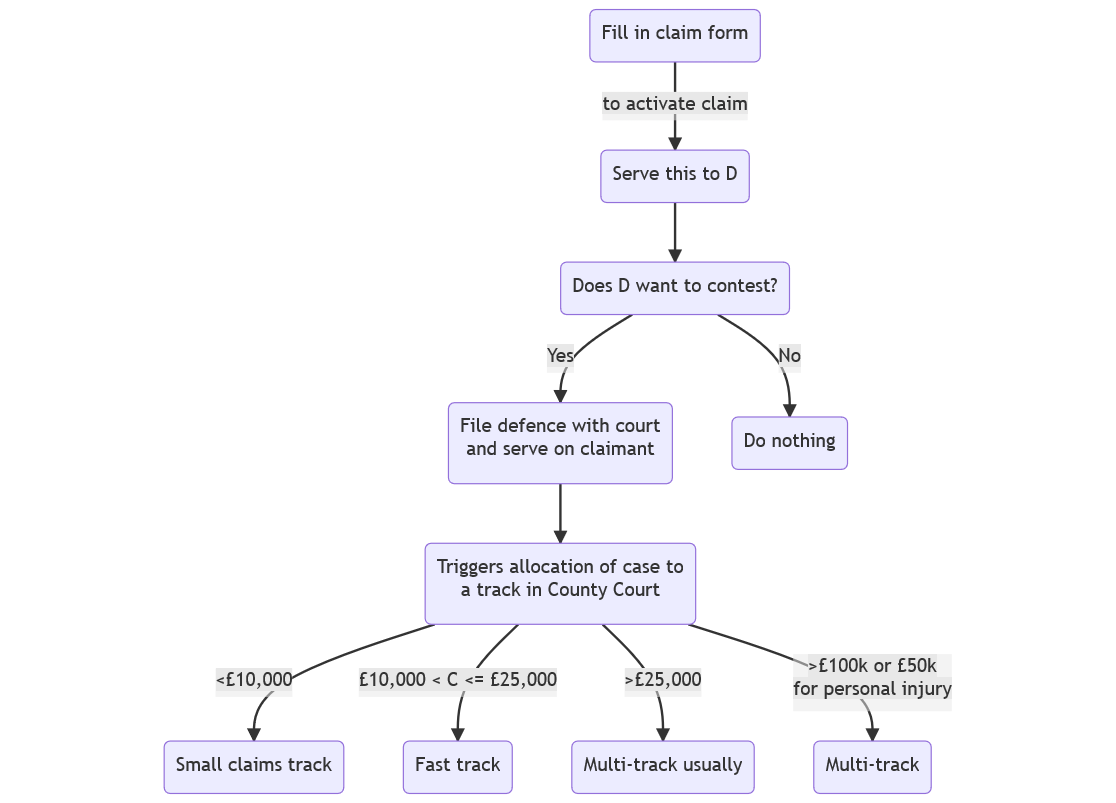 Fill in claim form
to activate claim
Serve this to D
Does D want to contest?
Yes
No
File defence with court
and serve on claimant
Do nothing
Triggers allocation of case to
a track in County Court
<£10,000
£10,000 < C <= £25,000
>£25,000
>£100k or £50k
for personal injury
Small claims track
Fast track
Multi-track usually
Multi-track